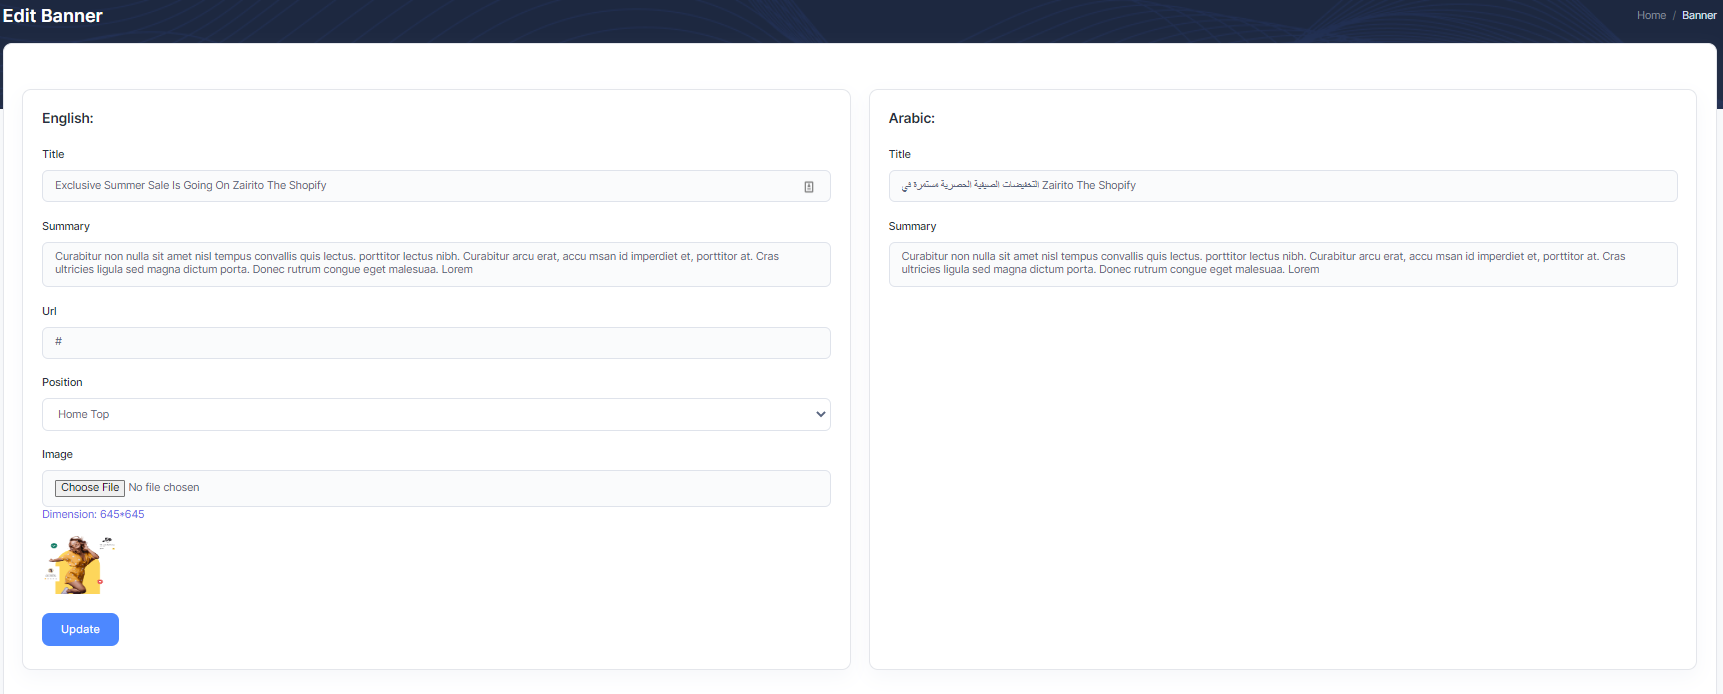 Edit Banner
Home / Banner
English:
Title
Exclusive Summer Sale Is Going On Zairito The Shopify
Summary
Curabitur non nulla sit amet nisl tempus convallis quis lectus. porttitor lectus nibh. Curabitur arcu erat, accu msan id imperdiet et, porttitor at. Cras
ultricies ligula sed magna dictum porta. Donec rutrum congue eget malesuaa. Lorem
Url
#
Position
Home Top
Image
Choose File No file chosen
Dimension: 645*645
Update
Arabic:
Title
التخفيضات الصيفية الحصرية مستمرة في Zairito The Shopify
Summary
Curabitur non nulla sit amet nisl tempus convallis quis lectus. porttitor lectus nibh. Curabitur arcu erat, accu msan id imperdiet et, porttitor at. Cras
ultricies ligula sed magna dictum porta. Donec rutrum congue eget malesuaa. Lorem